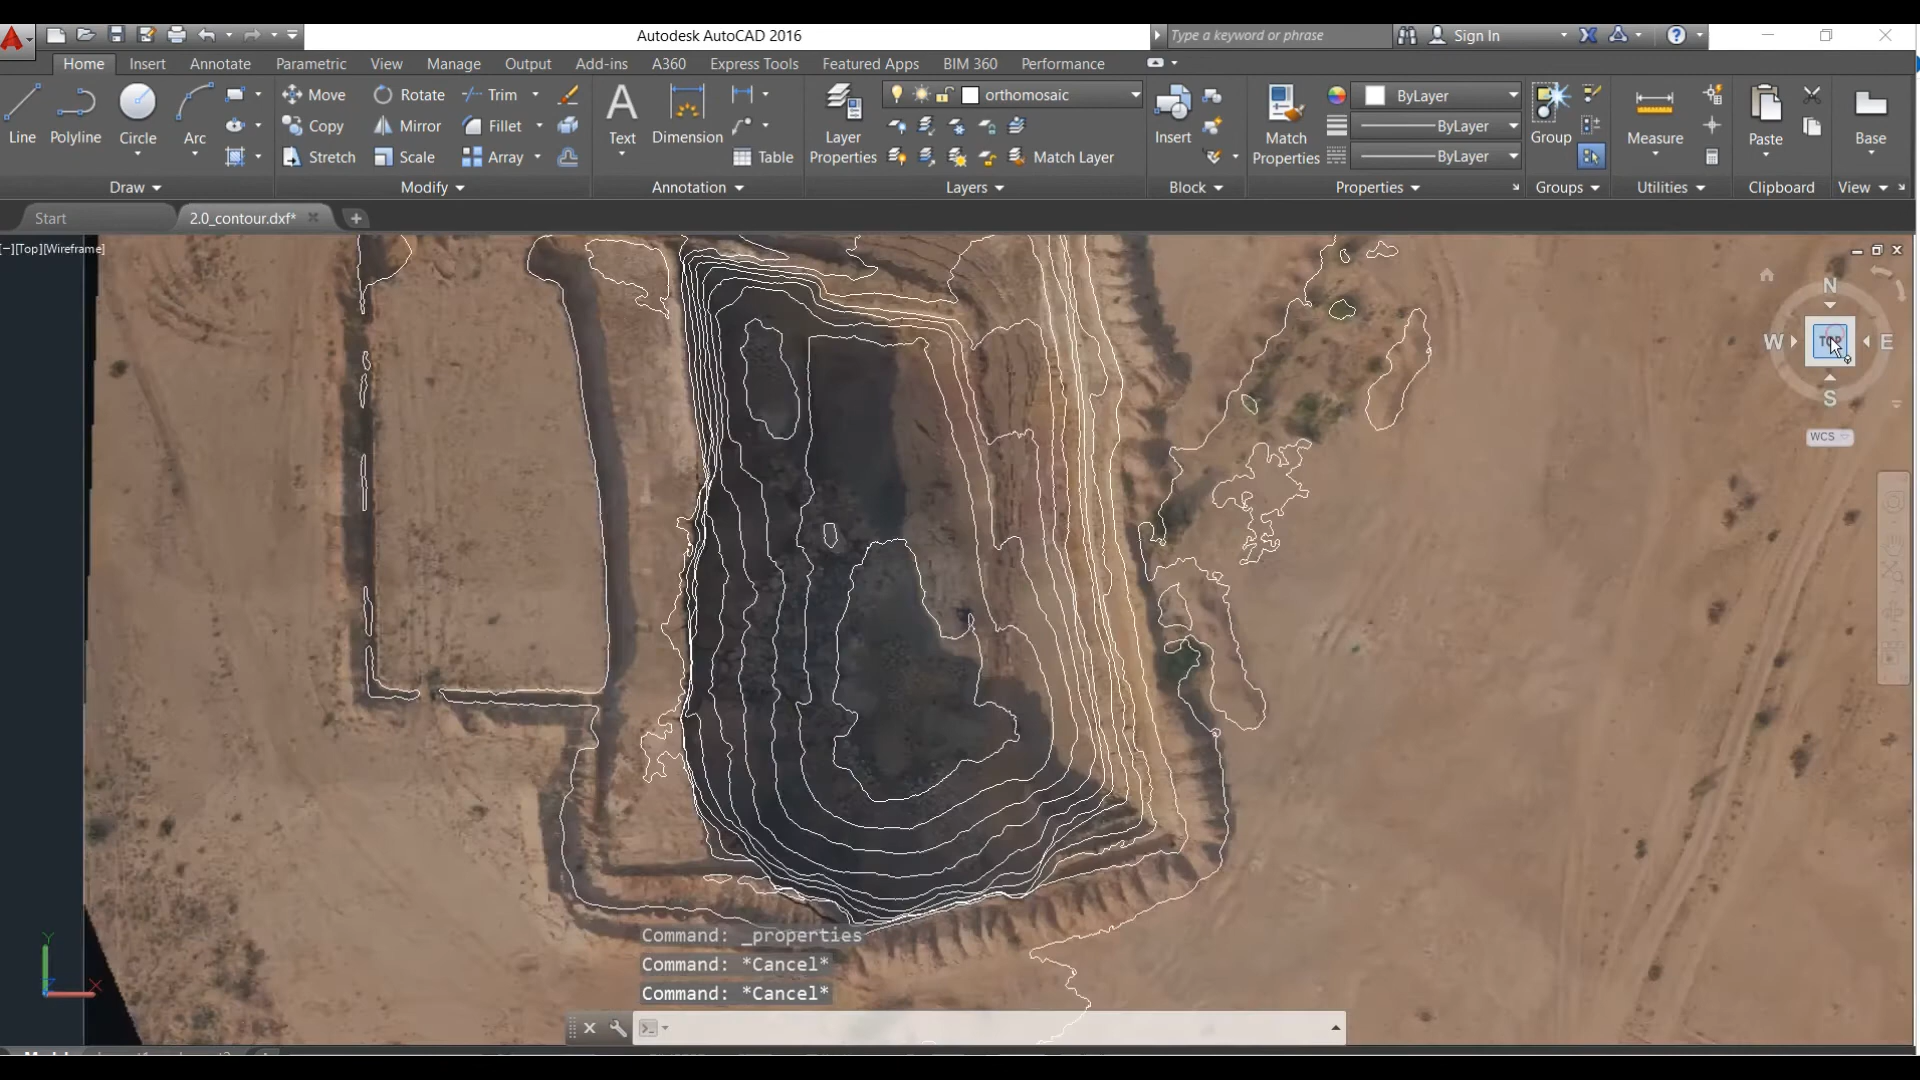 Autodesk AutoCAD 2016
Type a keyword or phrase
Sign In
Home Insert Annotate Parametric View Manage Output Add-ins A360 Express Tools Featured Apps BIM 360 Performance
Line Polyline Circle Arc
Draw
Move Rotate Trim
Copy Mirror Fillet
Stretch Scale Array
Modify
Text Dimension Table
Annotation
Layer Properties
orthomosaic
Match Layer
Layers
Insert
Block
Match Properties
ByLayer
ByLayer
ByLayer
Properties
Group
Groups
Measure
Utilities
Paste
Clipboard
Base
View
Start
2.0_contour.dxf*
[−][Top][Wireframe]
N
W TOP E
S
WCS
Y
X
Command: _properties
Command: *Cancel*
Command: *Cancel*